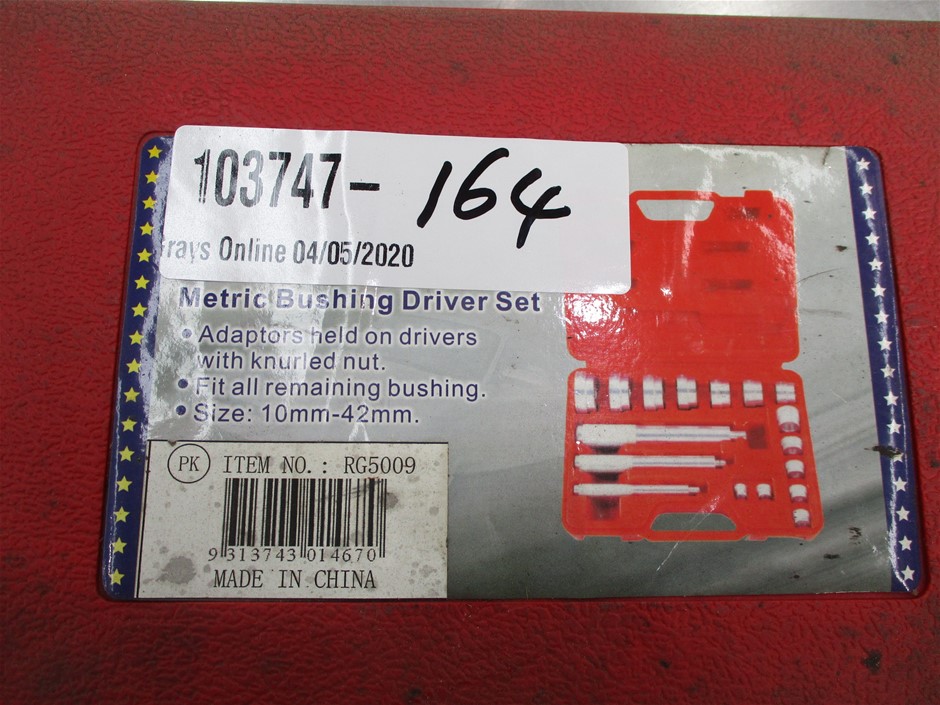 103747- 164
rays Online 04/05/2020
Metric Bushing Driver Set
• Adaptors held on drivers
with knurled nut.
• Fit all remaining bushing.
• Size: 10mm-42mm.
PK ITEM NO.: RG5009
9 313743 014670
MADE IN CHINA